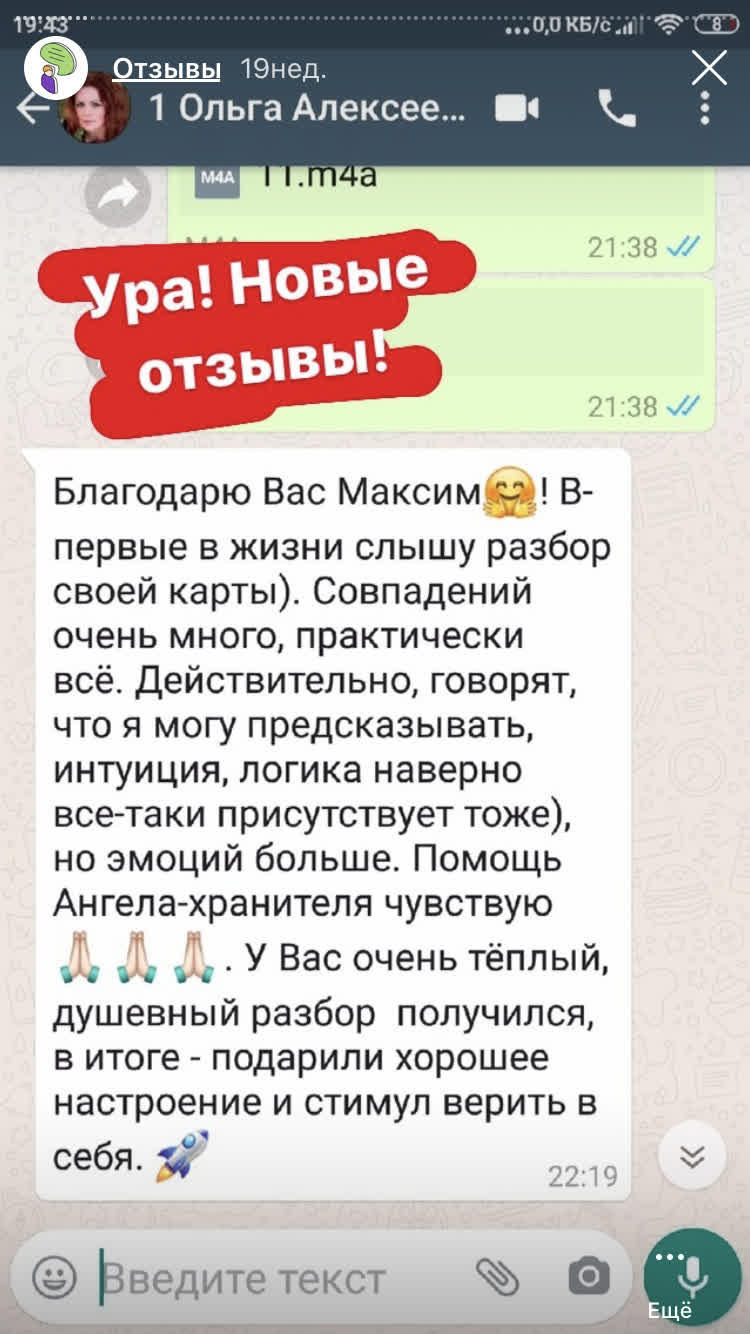 19:43
...0,0 КБ/с
8
Отзывы 19нед.
1 Ольга Алексее...
M4A 11.m4a
21:38
Ура! Новые
отзывы!
21:38
Благодарю Вас Максим🤗! В-
первые в жизни слышу разбор
своей карты). Совпадений
очень много, практически
всё. Действительно, говорят,
что я могу предсказывать,
интуиция, логика наверно
все-таки присутствует тоже),
но эмоций больше. Помощь
Ангела-хранителя чувствую
🙏🏻🙏🏻🙏🏻. У Вас очень тёплый,
душевный разбор получился,
в итоге - подарили хорошее
настроение и стимул верить в
себя. 🚀
22:19
Введите текст
Ещё